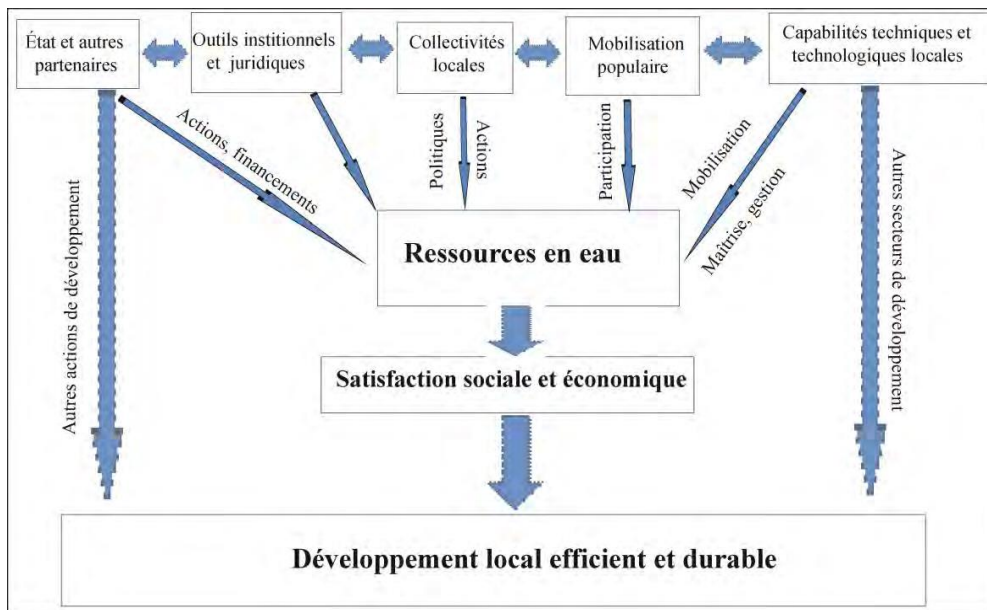 État et autres
partenaires
Outils institutionnels
et juridiques
Collectivités
locales
Mobilisation
populaire
Capabilités techniques et
technologiques locales
Actions, financements
Politiques
Actions
Participation
Mobilisation
Maîtrise, gestion
Autres actions de développement
Autres secteurs de développement
Ressources en eau
Satisfaction sociale et économique
Développement local efficient et durable